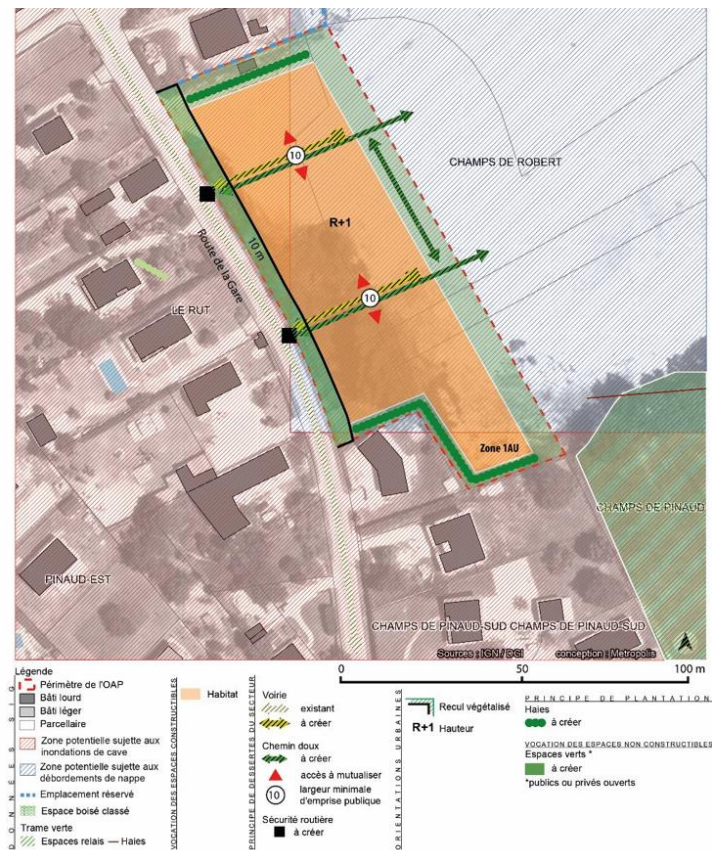 CHAMPS DE ROBERT
10
R+1
10 m
Route de la Gare
LE RUT
10
Zone 1AU
CHAMPS DE PINAUD
PINAUD-EST
CHAMPS DE PINAUD-SUD CHAMPS DE PINAUD-SUD
Sources : IGN / DGI conception : Metropolis
0 50 100 m
Légende
DONNÉES SIG
Périmètre de l'OAP
Bâti lourd
Bâti léger
Parcellaire
Zone potentielle sujette aux
inondations de cave
Zone potentielle sujette aux
débordements de nappe
Emplacement réservé
Espace boisé classé
Trame verte
Espaces relais — Haies
VOCATION DES ESPACES CONSTRUCTIBLES
Habitat
PRINCIPE DE DESSERTES DU SECTEUR
Voirie
existant
à créer
Chemin doux
à créer
accès à mutualiser
10 largeur minimale
d'emprise publique
Sécurité routière
à créer
ORIENTATIONS URBAINES
Recul végétalisé
R+1 Hauteur
PRINCIPE DE PLANTATION
Haies
à créer
VOCATION DES ESPACES NON CONSTRUCTIBLES
Espaces verts *
à créer
*publics ou privés ouverts